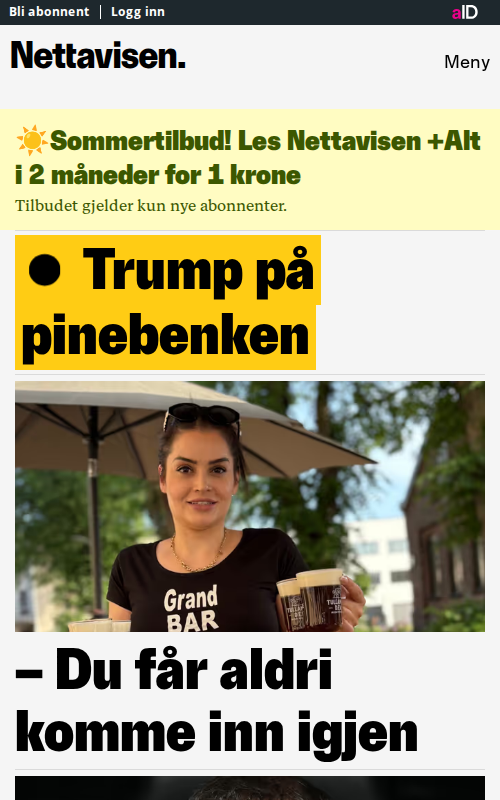 Bli abonnent
Logg inn
aID
Nettavisen.
Meny
☀️Sommertilbud! Les Nettavisen +Alt
i 2 måneder for 1 krone
Tilbudet gjelder kun nye abonnenter.
● Trump på
pinebenken
Grand
BAR
– Du får aldri
komme inn igjen